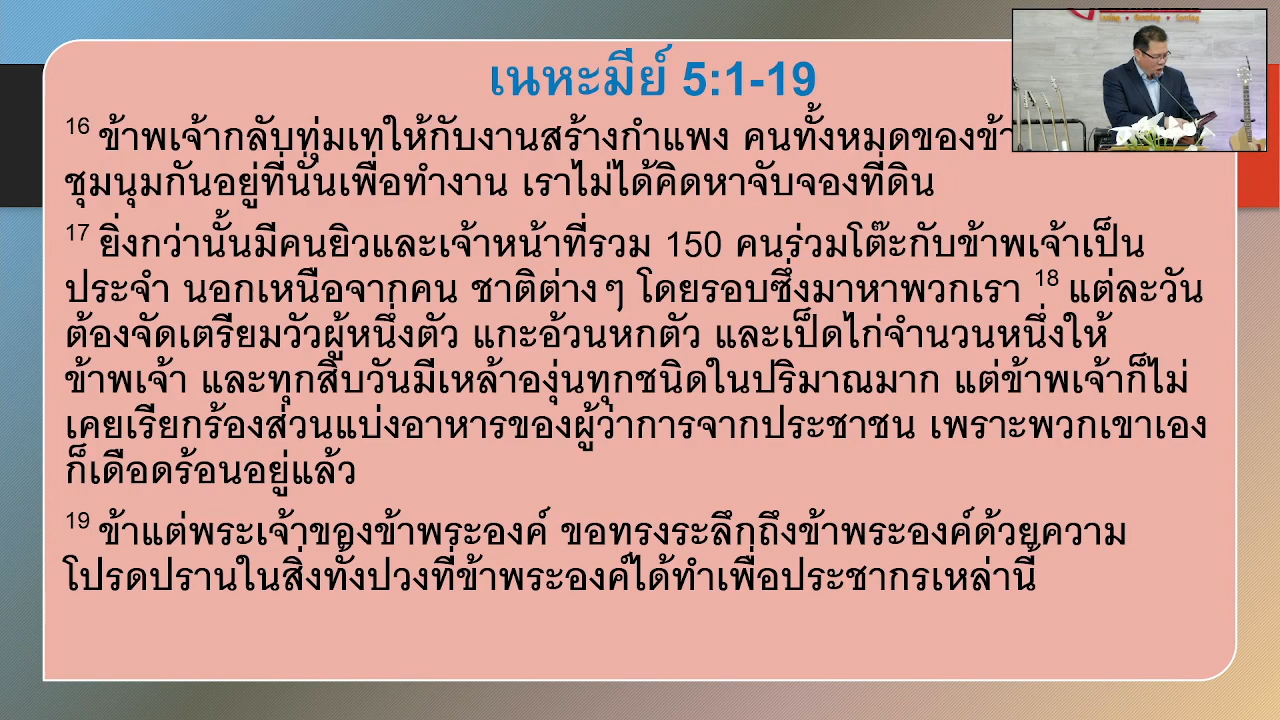 เนหะมีย์ 5:1-19
16 ข้าพเจ้ากลับทุ่มเทให้กับงานสร้างกำแพง คนทั้งหมดของข้า
ชุมนุมกันอยู่ที่นั่นเพื่อทำงาน เราไม่ได้คิดหาจับจองที่ดิน
17 ยิ่งกว่านั้นมีคนยิวและเจ้าหน้าที่รวม 150 คนร่วมโต๊ะกับข้าพเจ้าเป็น
ประจำ นอกเหนือจากคน ชาติต่างๆ โดยรอบซึ่งมาหาพวกเรา 18 แต่ละวัน
ต้องจัดเตรียมวัวผู้หนึ่งตัว แกะอ้วนหกตัว และเป็ดไก่จำนวนหนึ่งให้
ข้าพเจ้า และทุกสิบวันมีเหล้าองุ่นทุกชนิดในปริมาณมาก แต่ข้าพเจ้าก็ไม่
เคยเรียกร้องส่วนแบ่งอาหารของผู้ว่าการจากประชาชน เพราะพวกเขาเอง
ก็เดือดร้อนอยู่แล้ว
19 ข้าแต่พระเจ้าของข้าพระองค์ ขอทรงระลึกถึงข้าพระองค์ด้วยความ
โปรดปรานในสิ่งทั้งปวงที่ข้าพระองค์ได้ทำเพื่อประชากรเหล่านี้